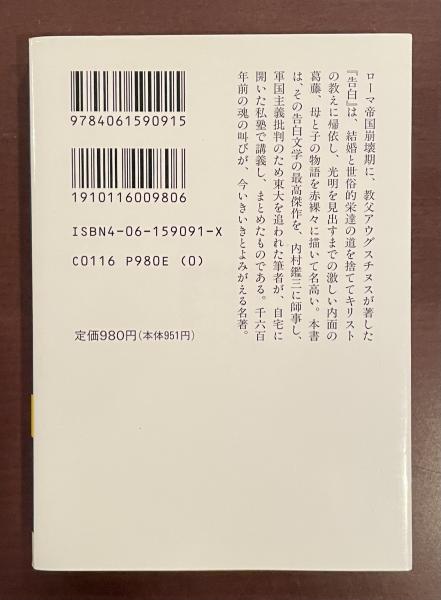 ローマ帝国崩壊期に、教父アウグスチヌスが著した
『告白』は、結婚と世俗的栄達の道を捨ててキリスト
の教えに帰依し、光明を見出すまでの激しい内面の
葛藤、母と子の物語を赤裸々に描いて名高い。本書
は、その告白文学の最高傑作を、内村鑑三に師事し、
軍国主義批判のため東大を追われた筆者が、自宅に
開いた私塾で講義し、まとめたものである。千六百
年前の魂の叫びが、今いきいきとよみがえる名著。
9784061590915
1910116009806
ISBN4-06-159091-X
C0116 P980E (0)
定価980円(本体951円)